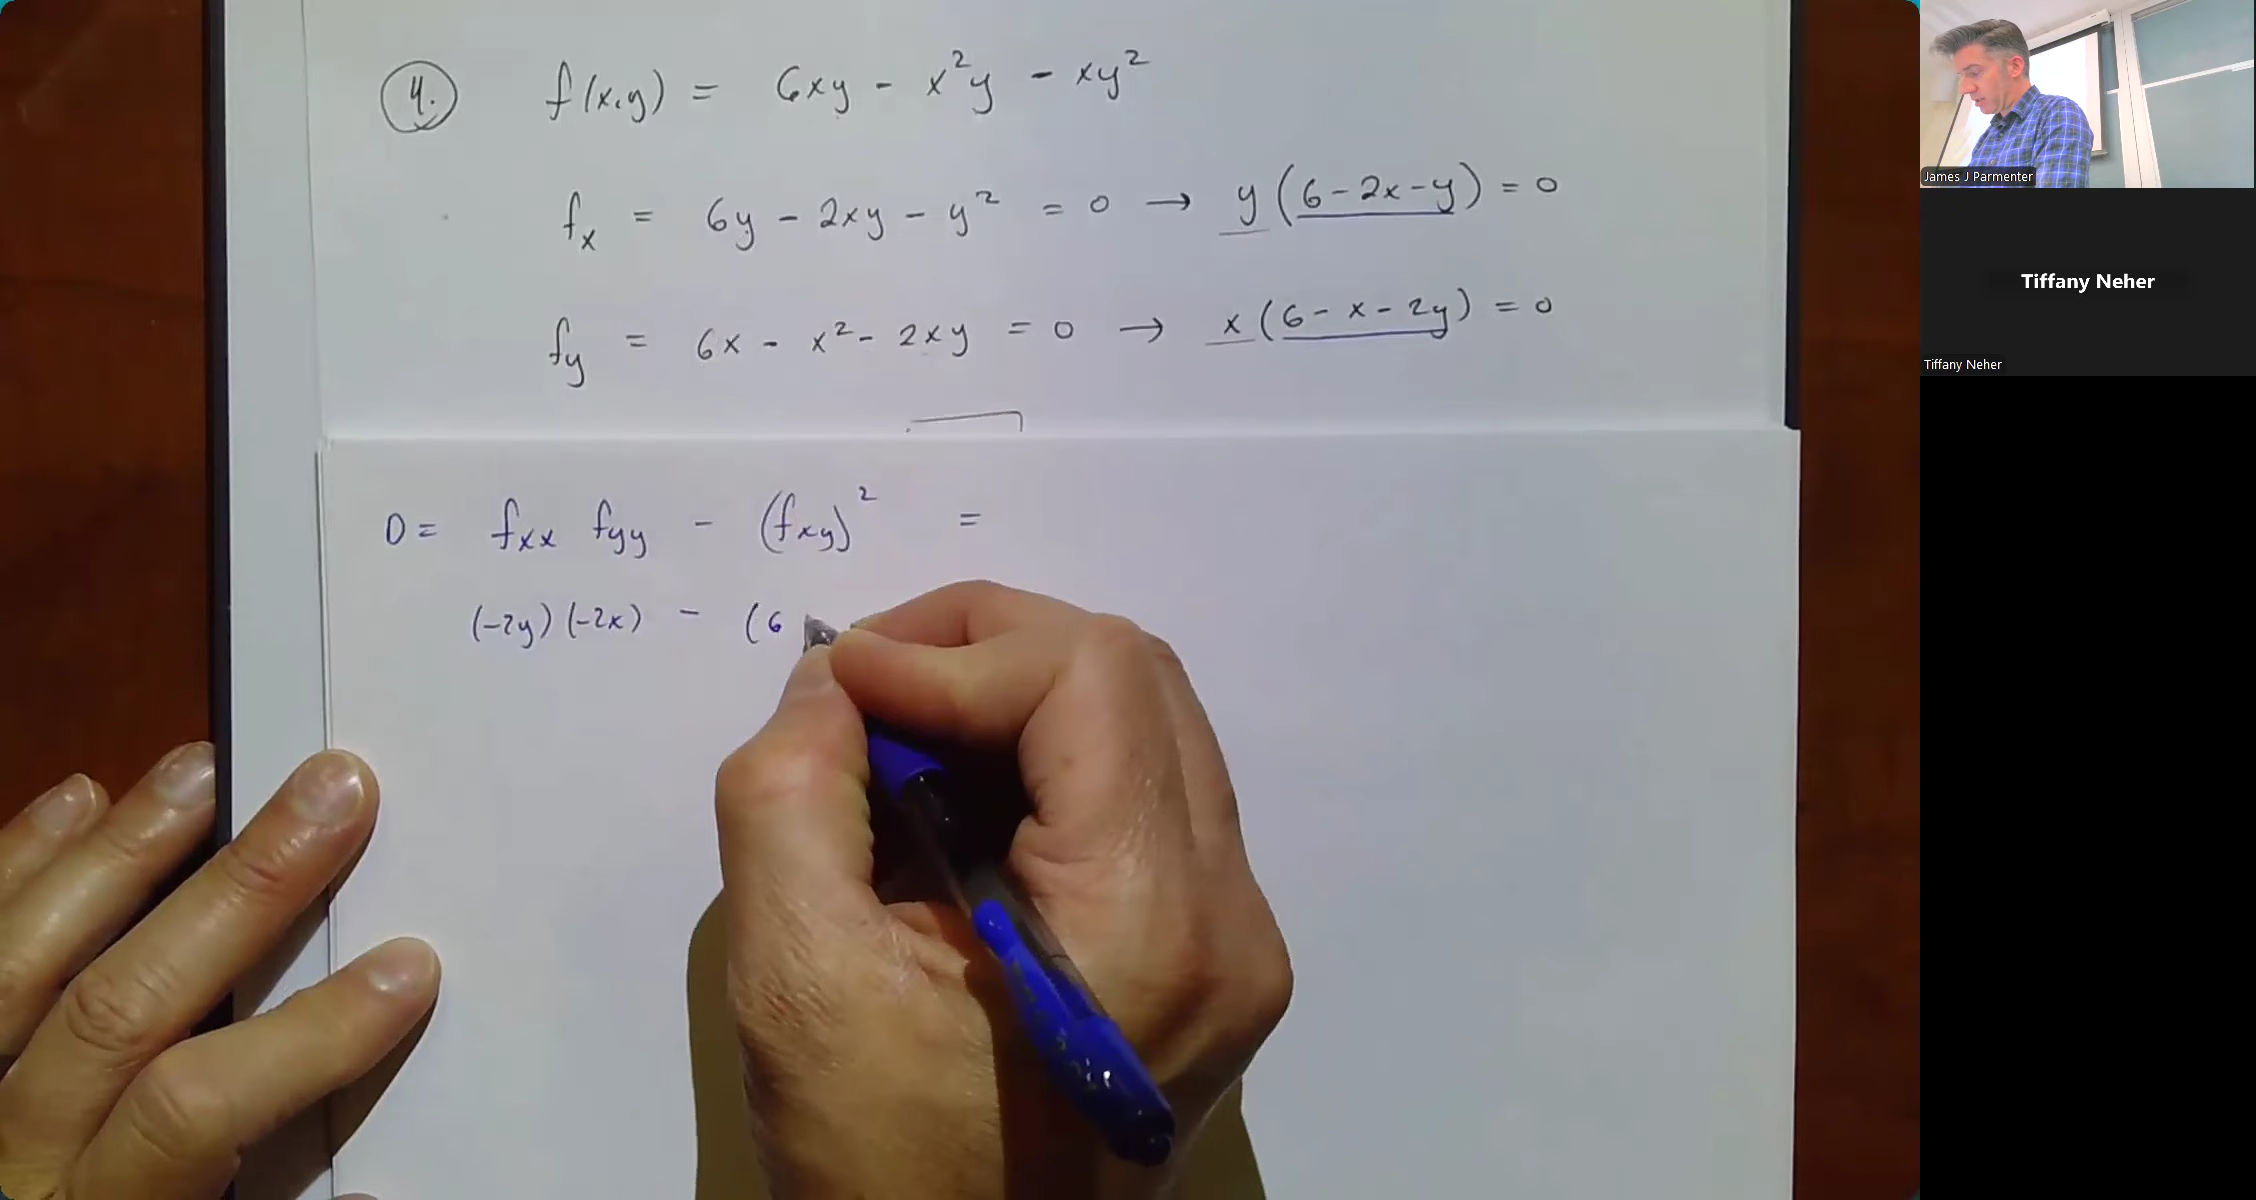 4. f(x,y) = 6xy - x²y - xy²
fx = 6y - 2xy - y² = 0 → y(6-2x-y) = 0
fy = 6x - x² - 2xy = 0 → x(6-x-2y) = 0
D = fxx fyy - (fxy)² =
(-2y)(-2x) - (6
James J Parmenter
Tiffany Neher
Tiffany Neher